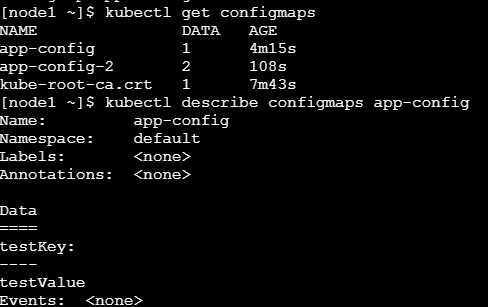 [node1 ~]$ kubectl get configmaps
NAME               DATA   AGE
app-config         1      4m15s
app-config-2       2      108s
kube-root-ca.crt   1      7m43s
[node1 ~]$ kubectl describe configmaps app-config
Name:         app-config
Namespace:    default
Labels:       <none>
Annotations:  <none>

Data
====
testKey:
----
testValue
Events:  <none>